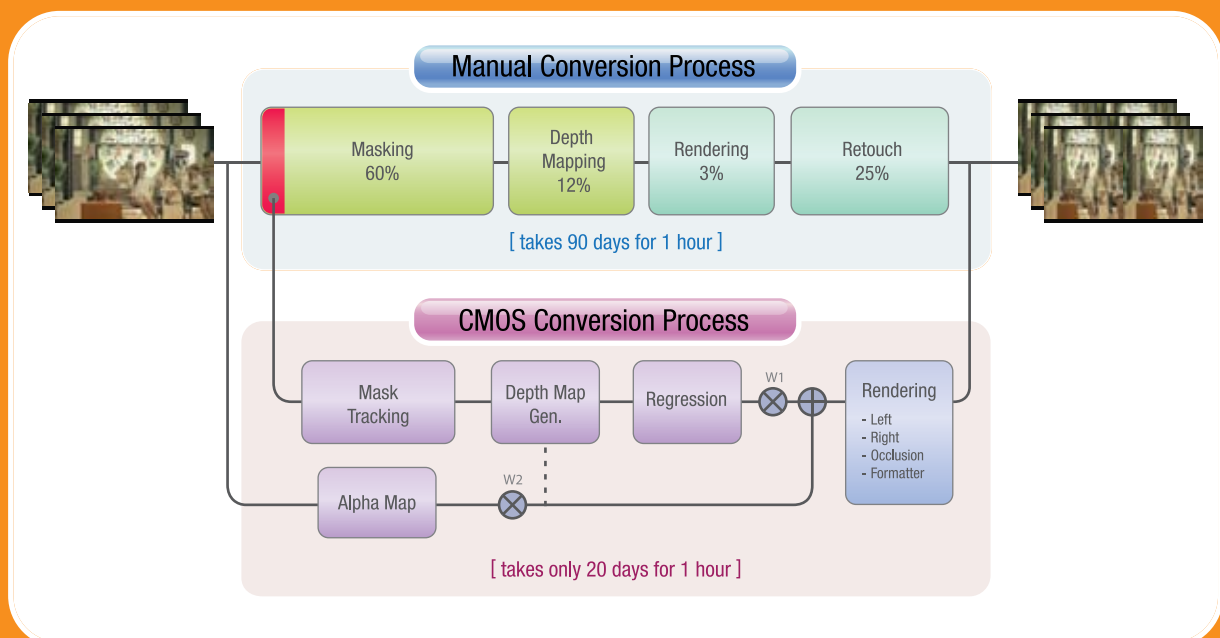 Manual Conversion Process
Masking
60%
Depth
Mapping
12%
Rendering
3%
Retouch
25%
[ takes 90 days for 1 hour ]
CMOS Conversion Process
Mask
Tracking
Depth Map
Gen.
Regression
W1
Rendering
- Left
- Right
- Occlusion
- Formatter
Alpha Map
W2
[ takes only 20 days for 1 hour ]